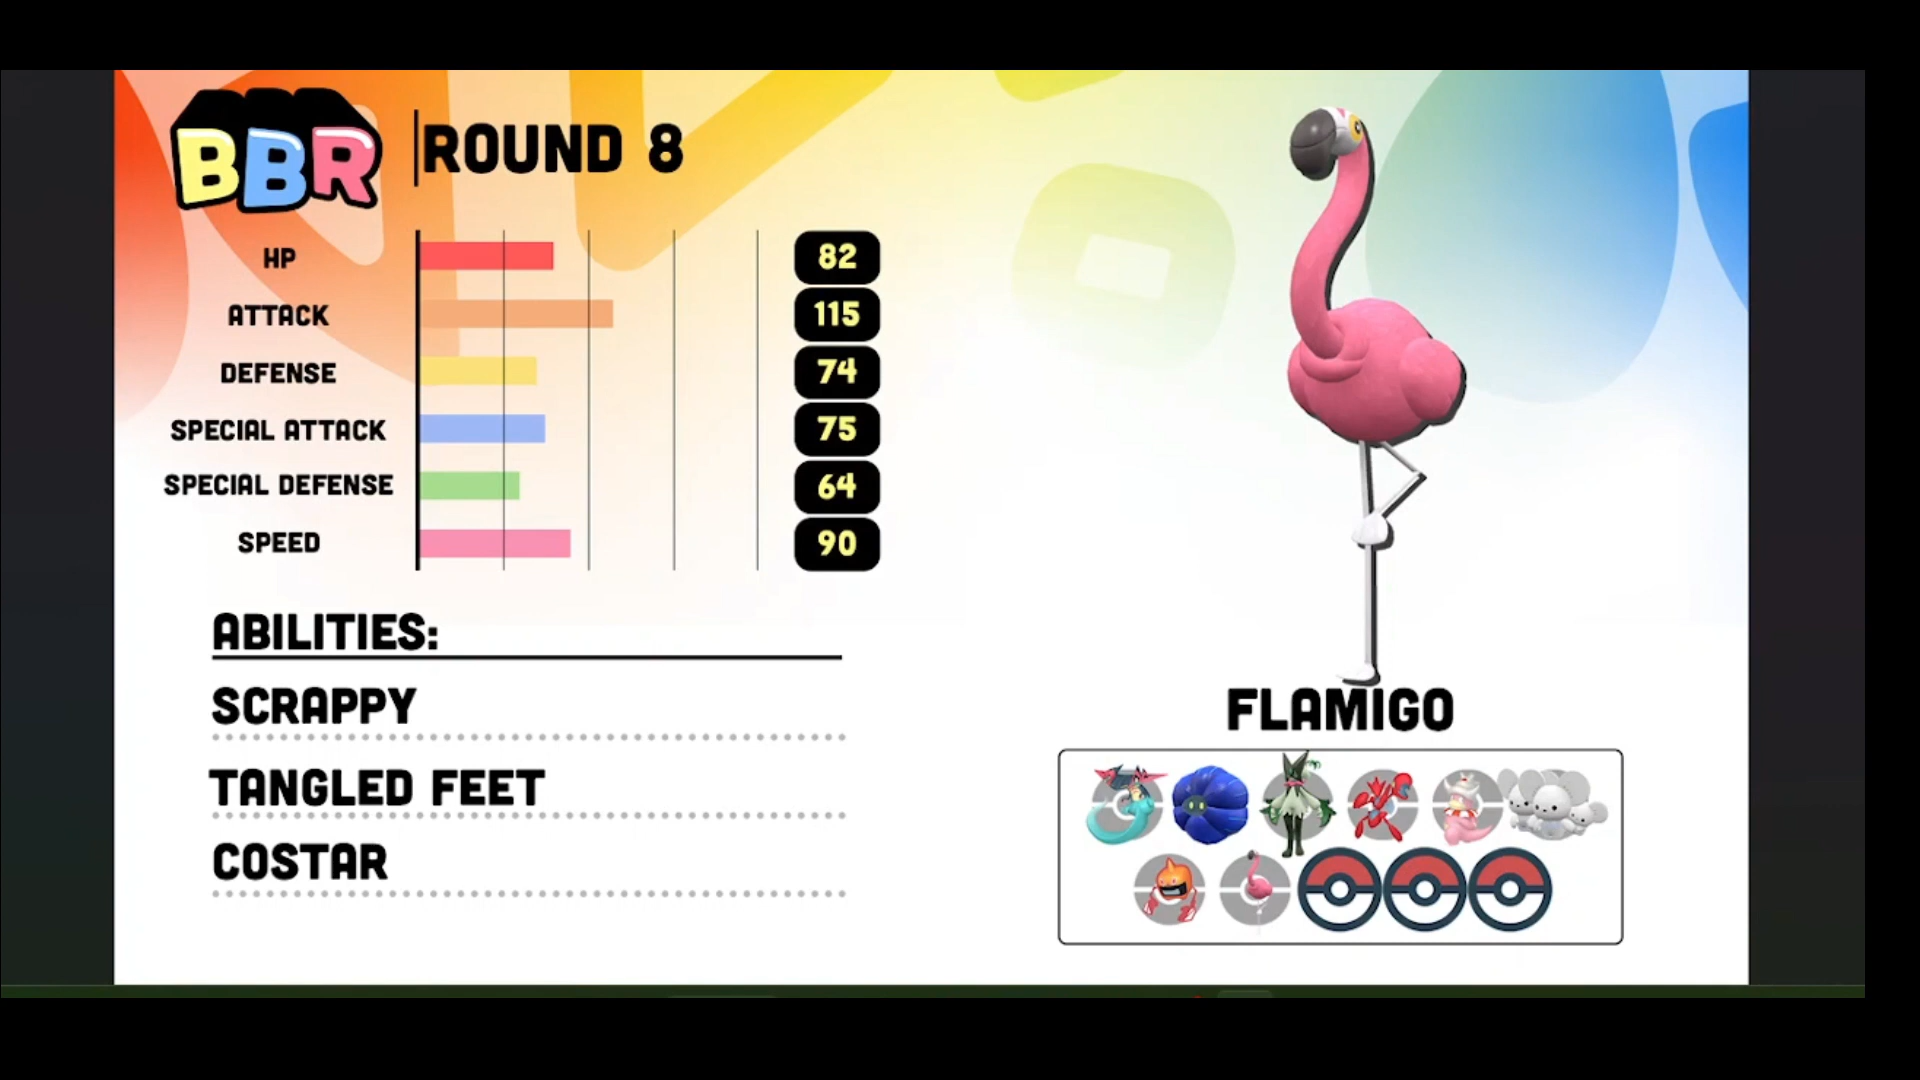 BBR
ROUND 8
HP 82
ATTACK 115
DEFENSE 74
SPECIAL ATTACK 75
SPECIAL DEFENSE 64
SPEED 90
ABILITIES:
SCRAPPY
TANGLED FEET
COSTAR
FLAMIGO